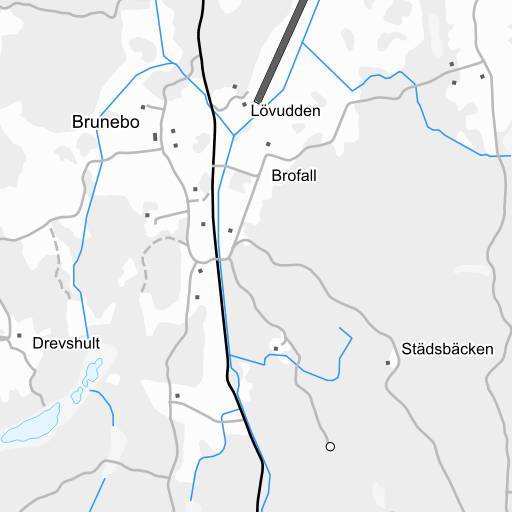 Lövudden
Brunebo
Brofall
Drevshult
Städsbäcken